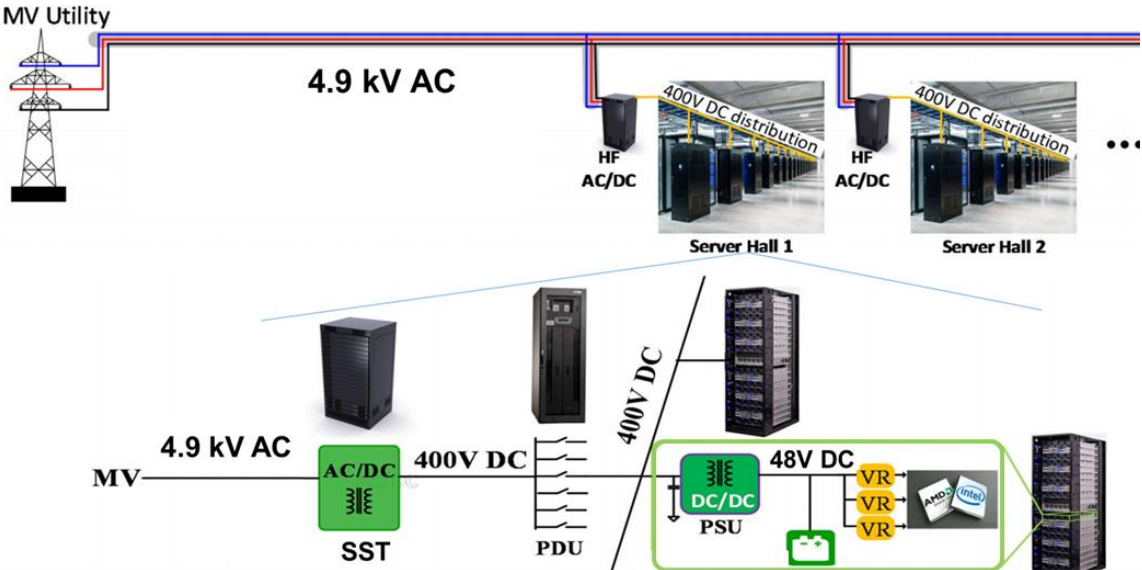 MV Utility
4.9 kV AC
400V DC distribution
400V DC distribution
HF
AC/DC
HF
AC/DC
...
Server Hall 1
Server Hall 2
4.9 kV AC
MV
AC/DC
SST
400V DC
PDU
400V DC
DC/DC
PSU
48V DC
VR
VR
VR
AMD
intel